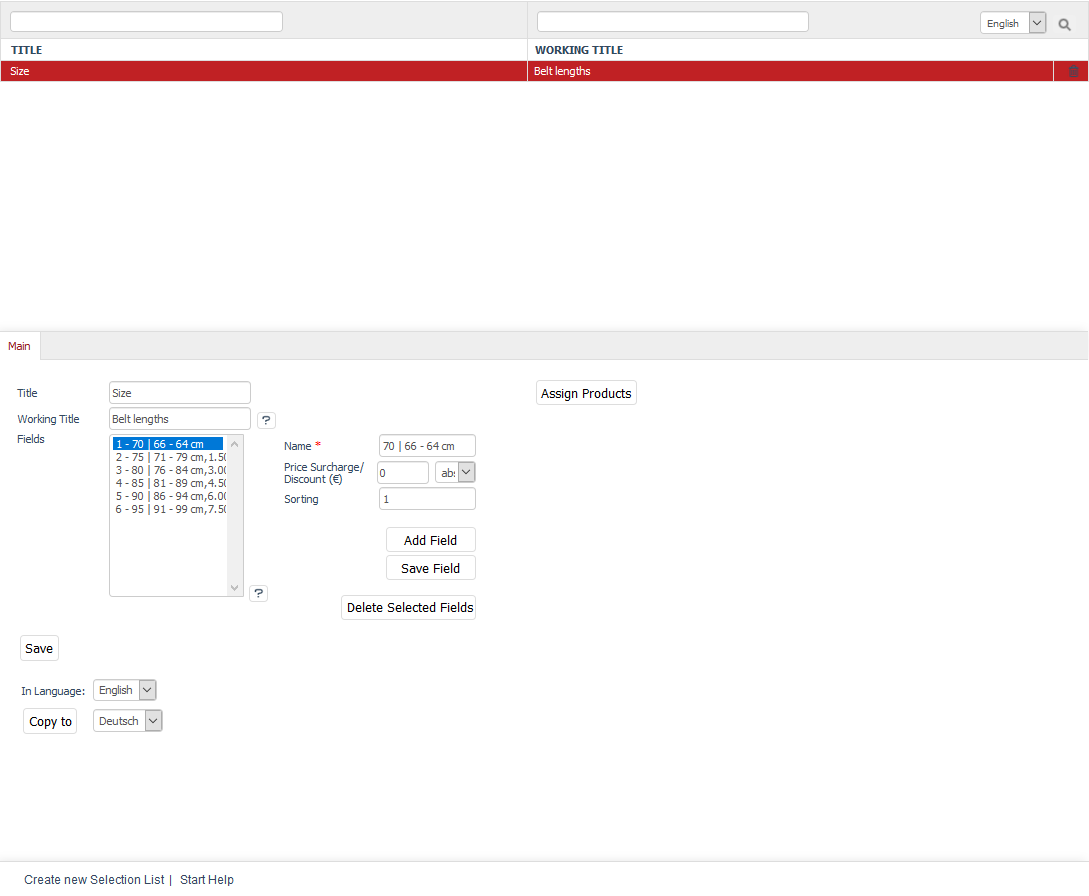 English
TITLE WORKING TITLE
Size Belt lengths
Main
Title Size Assign Products
Working Title Belt lengths ?
Fields
1 - 70 | 66 - 64 cm
2 - 75 | 71 - 79 cm,1.50
3 - 80 | 76 - 84 cm,3.00
4 - 85 | 81 - 89 cm,4.50
5 - 90 | 86 - 94 cm,6.00
6 - 95 | 91 - 99 cm,7.50
?
Name * 70 | 66 - 64 cm
Price Surcharge/
Discount (€) 0 abs
Sorting 1
Add Field
Save Field
Delete Selected Fields
Save
In Language: English
Copy to Deutsch
Create new Selection List | Start Help